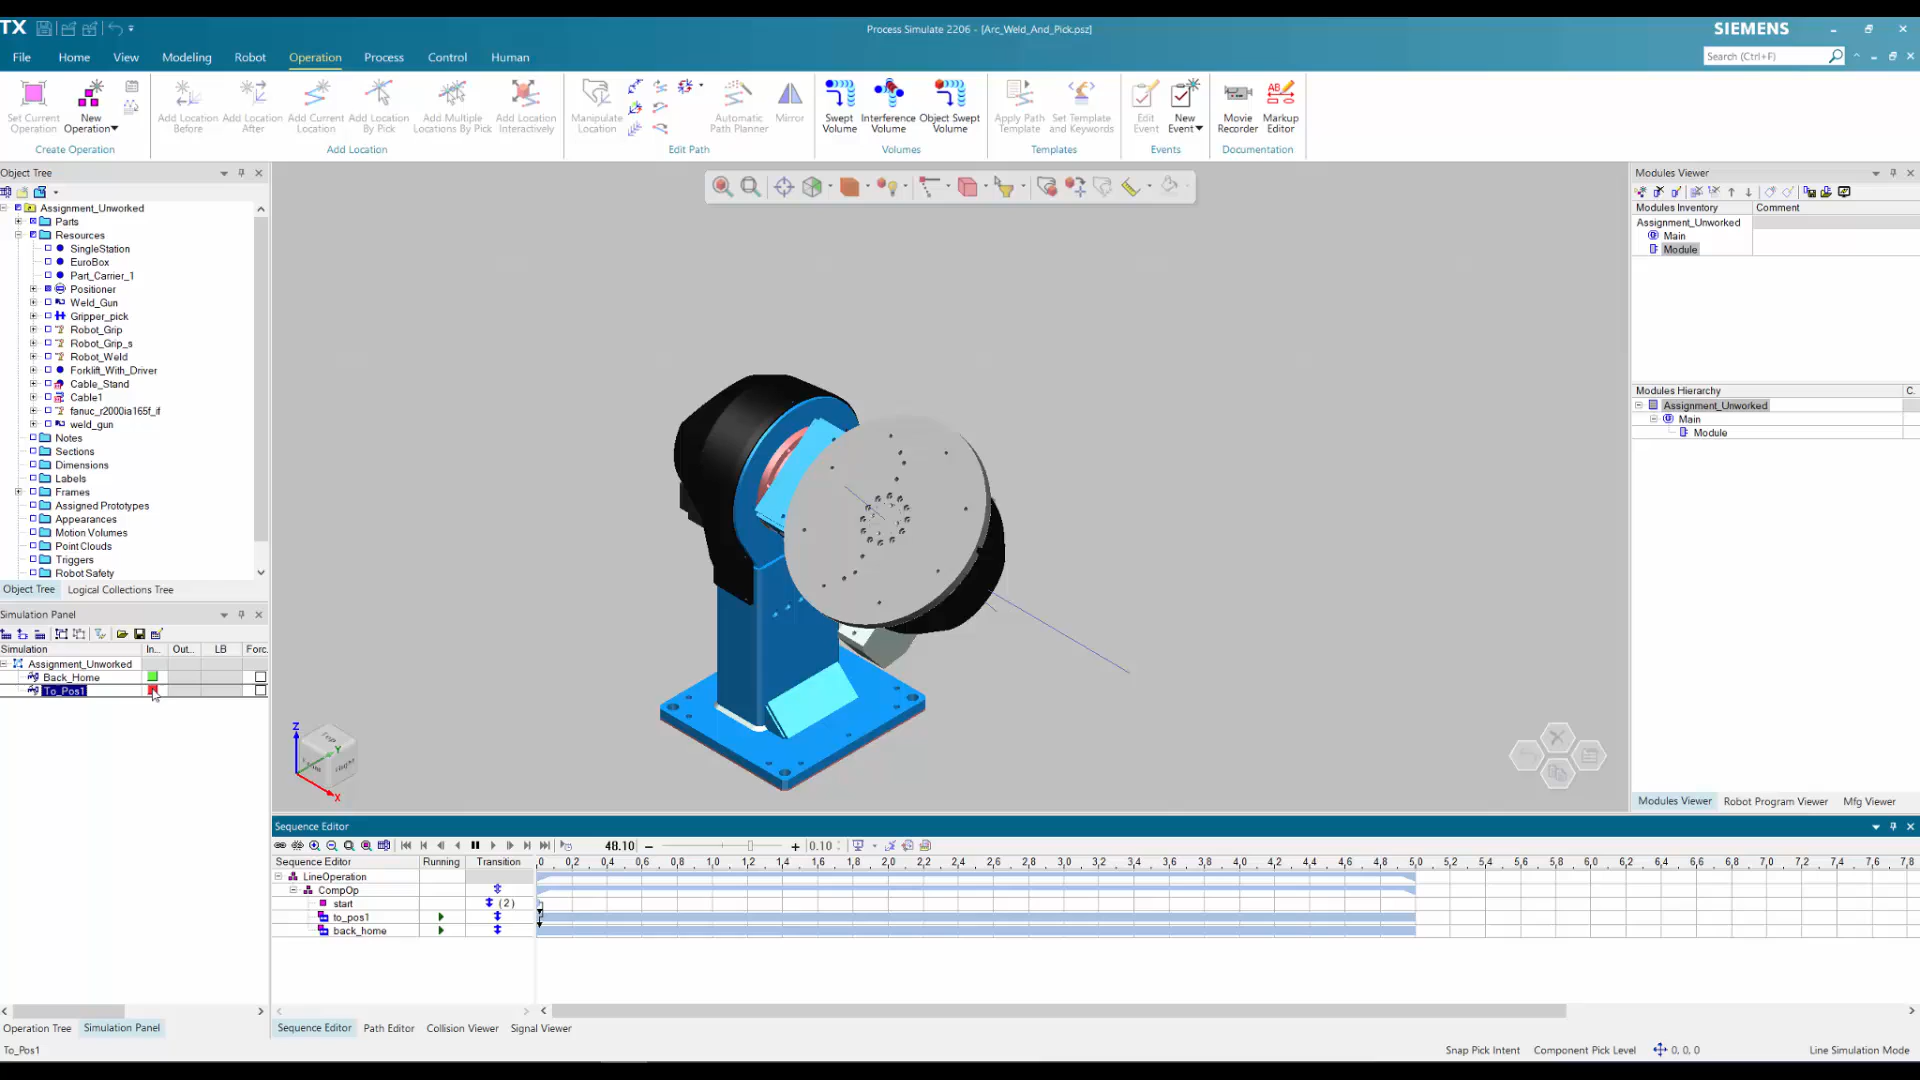 TX
Process Simulate 2206 - [Arc_Weld_And_Pick.psz]
SIEMENS
File Home View Modeling Robot Operation Process Control Human
Search (Ctrl+F)
Set Current Operation
New Operation
Add Location Before
Add Location After
Add Current Location
Add Location By Pick
Add Multiple Locations By Pick
Add Location Interactively
Manipulate Location
Automatic Path Planner
Mirror
Swept Volume
Interference Volume
Object Swept Volume
Apply Path Template
Set Template and Keywords
Edit Event
New Event
Movie Recorder
Markup Editor
Create Operation
Add Location
Edit Path
Volumes
Templates
Events
Documentation
Object Tree
Assignment_Unworked
Parts
Resources
SingleStation
EuroBox
Part_Carrier_1
Positioner
Weld_Gun
Gripper_pick
Robot_Grip
Robot_Grip_s
Robot_Weld
Forklift_With_Driver
Cable_Stand
Cable1
fanuc_r2000ia165f_if
weld_gun
Notes
Sections
Dimensions
Labels
Frames
Assigned Prototypes
Appearances
Motion Volumes
Point Clouds
Triggers
Robot Safety
Object Tree Logical Collections Tree
Simulation Panel
Simulation In... Out... LB Forc
Assignment_Unworked
Back_Home
To_Pos1
Operation Tree Simulation Panel
To_Pos1
Z
Y
X
Top
Right
Modules Viewer
Modules Inventory Comment
Assignment_Unworked
Main
Module
Modules Hierarchy C.
Assignment_Unworked
Main
Module
Modules Viewer Robot Program Viewer Mfg Viewer
Sequence Editor
48.10
0.10
Sequence Editor Running Transition 0 0,2 0,4 0,6 0,8 1,0 1,2 1,4 1,6 1,8 2,0 2,2 2,4 2,6 2,8 3,0 3,2 3,4 3,6 3,8 4,0 4,2 4,4 4,6 4,8 5,0 5,2 5,4 5,6 5,8 6,0 6,2 6,4 6,6 6,8 7,0 7,2 7,4 7,6 7,8
LineOperation
CompOp
start (2)
to_pos1
back_home
Sequence Editor Path Editor Collision Viewer Signal Viewer
Snap Pick Intent Component Pick Level 0, 0, 0 Line Simulation Mode